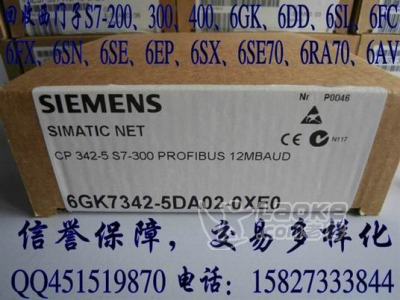 回收西门子S7-200、300、400、6GK、6DD、6SL、6FC
6FX、6SN、6SE、6EP、6SX、6SE70、6RA70、6AV
SIEMENS
Nr P0046
SIMATIC NET
CE N117
CP 342-5 S7-300 PROFIBUS 12MBAUD
6GK7342-5DA02-0XE0
信誉保障，交易多样化
QQ451519870 电话：15827333844